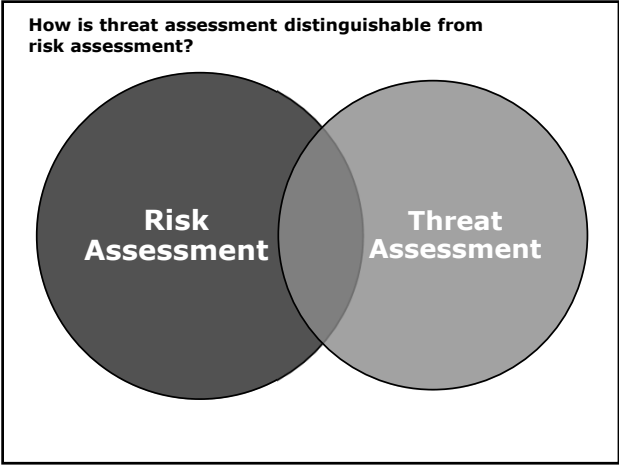 How is threat assessment distinguishable from
risk assessment?
Risk
Assessment
Threat
Assessment